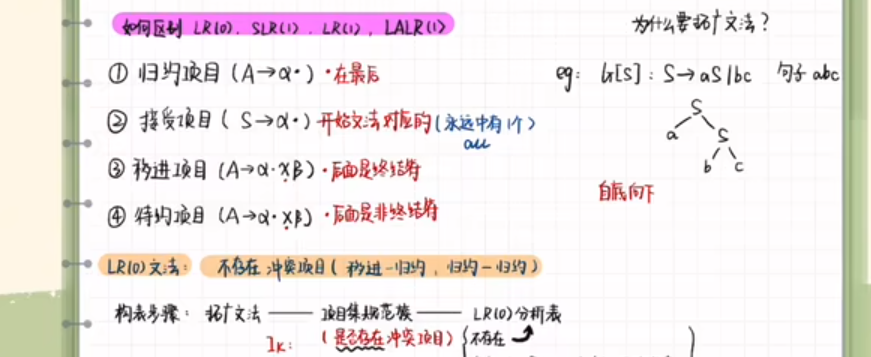 如何区别 LR(0). SLR(1). LR(1), LALR(1)
① 归约项目 (A→α·) ·在最后
② 接受项目 ( S→α·) 开始文法对应的 (永远中有1个)
acc
③ 移进项目 (A→α·xβ) ·后面是终结符
④ 待约项目 (A→α·Xβ) ·后面是非终结符
LR(0)文法: 不存在 冲突项目 ( 移进-归约, 归约-归约 )
构表步骤: 拓广文法 —— 项目集规范族 —— LR(0)分析表
Ik: (是否存在冲突项目) {不存在
为什么要拓广文法?
eg: G[S]: S→aS|bc 句子 abc
S
a S
b c
自底向下